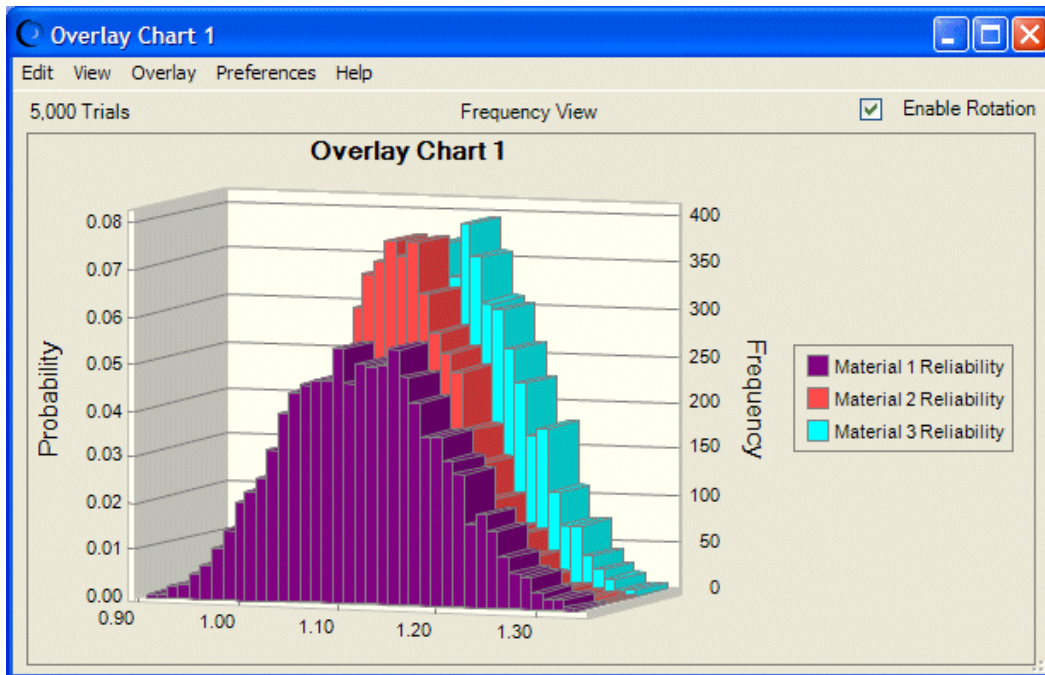 Overlay Chart 1
Edit View Overlay Preferences Help
5,000 Trials Frequency View Enable Rotation
Overlay Chart 1
0.08
0.07
0.06
0.05
0.04
0.03
0.02
0.01
0.00
Probability
0.90 1.00 1.10 1.20 1.30
400
350
300
250
200
150
100
50
0
Frequency
Material 1 Reliability
Material 2 Reliability
Material 3 Reliability